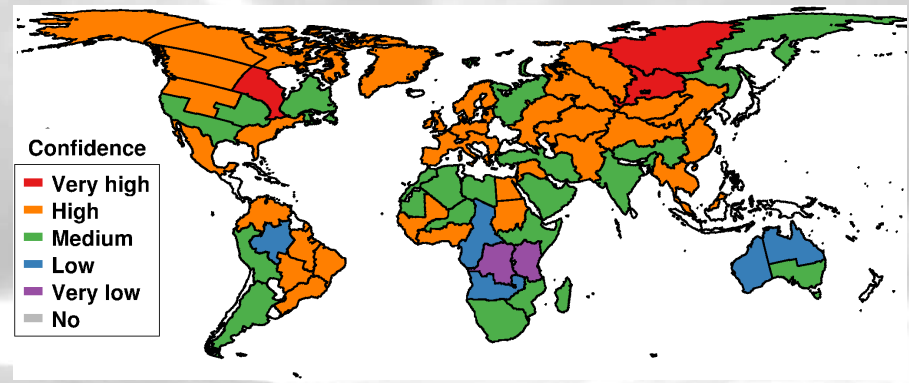 Confidence
Very high
High
Medium
Low
Very low
No